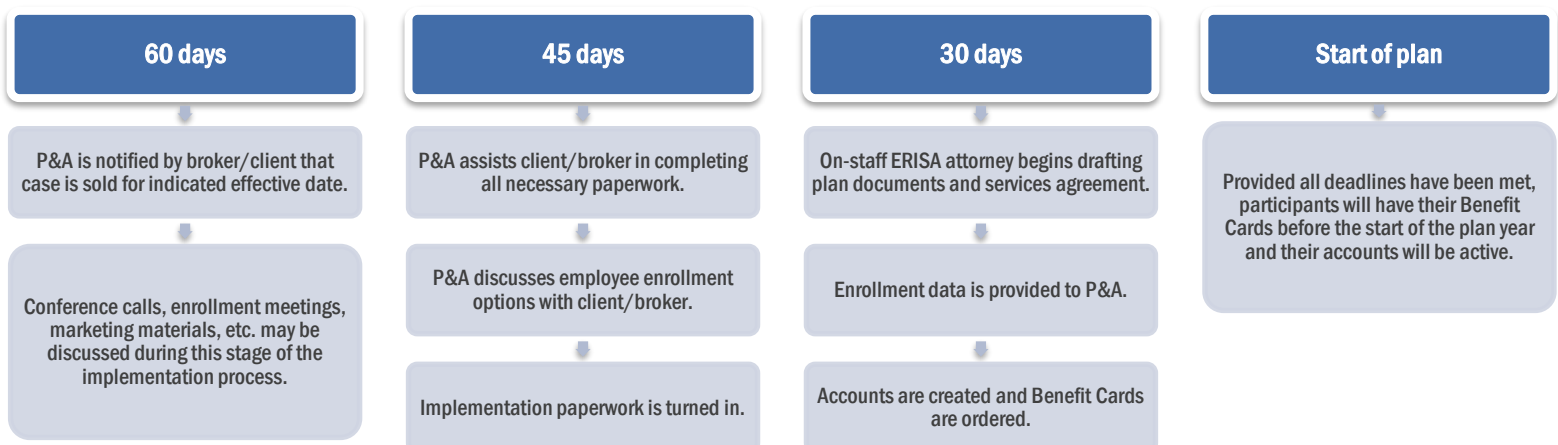 60 days
P&A is notified by broker/client that
case is sold for indicated effective date.
Conference calls, enrollment meetings,
marketing materials, etc. may be
discussed during this stage of the
implementation process.
45 days
P&A assists client/broker in completing
all necessary paperwork.
P&A discusses employee enrollment
options with client/broker.
Implementation paperwork is turned in.
30 days
On-staff ERISA attorney begins drafting
plan documents and services agreement.
Enrollment data is provided to P&A.
Accounts are created and Benefit Cards
are ordered.
Start of plan
Provided all deadlines have been met,
participants will have their Benefit
Cards before the start of the plan year
and their accounts will be active.